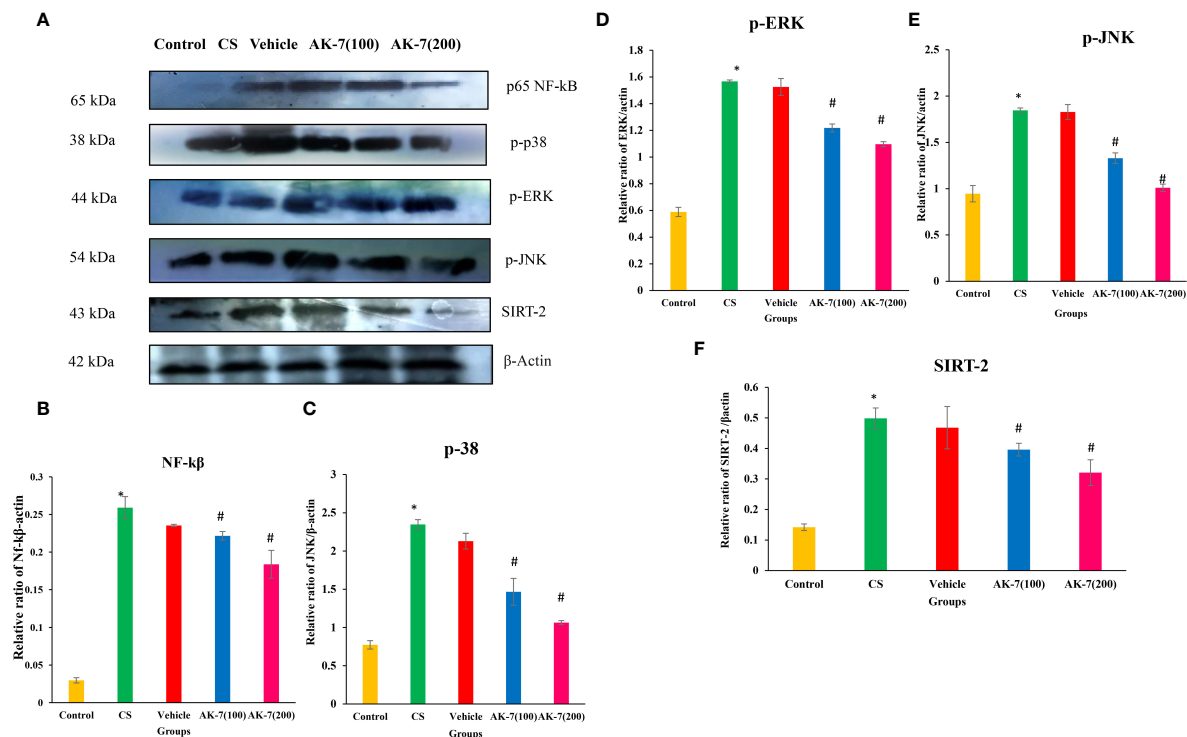 A
Control CS Vehicle AK-7(100) AK-7(200)
65 kDa
p65 NF-kB
38 kDa
p-p38
44 kDa
p-ERK
54 kDa
p-JNK
43 kDa
SIRT-2
42 kDa
β-Actin
B
NF-kβ
Relative ratio of Nf-kβ-actin
0.3
0.25
0.2
0.15
0.1
0.05
0
*
#
#
Control CS Vehicle AK-7(100) AK-7(200)
Groups
C
p-38
Relative ratio of JNK/β-actin
3
2.5
2
1.5
1
0.5
0
*
#
#
Control CS Vehicle AK-7(100) AK-7(200)
Groups
D
p-ERK
Relative ratio of ERK/actin
1.8
1.6
1.4
1.2
1
0.8
0.6
0.4
0.2
0
*
#
#
Control CS Vehicle AK-7(100) AK-7(200)
Groups
E
p-JNK
Relative ratio of JNK/actin
2.5
2
1.5
1
0.5
0
*
#
#
Control CS Vehicle AK-7(100) AK-7(200)
Groups
F
SIRT-2
Relative ratio of SIRT-2 /βactin
0.6
0.5
0.4
0.3
0.2
0.1
0
*
#
#
Control CS Vehicle AK-7(100) AK-7(200)
Groups